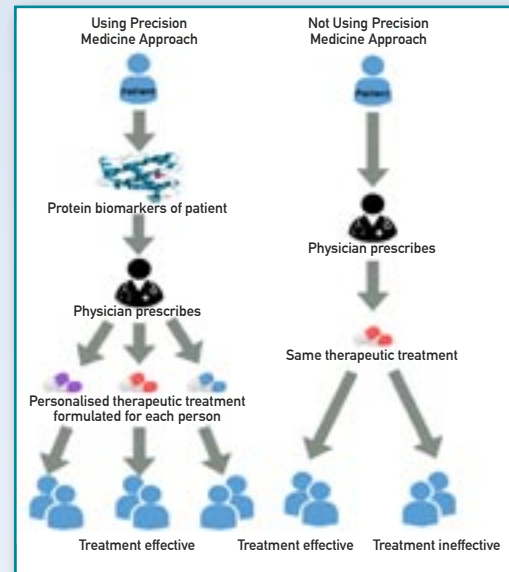 Using Precision
Medicine Approach
Patient
Protein biomarkers of patient
Physician prescribes
Personalised therapeutic treatment
formulated for each person
Treatment effective
Not Using Precision
Medicine Approach
Patient
Physician prescribes
Same therapeutic treatment
Treatment effective
Treatment ineffective